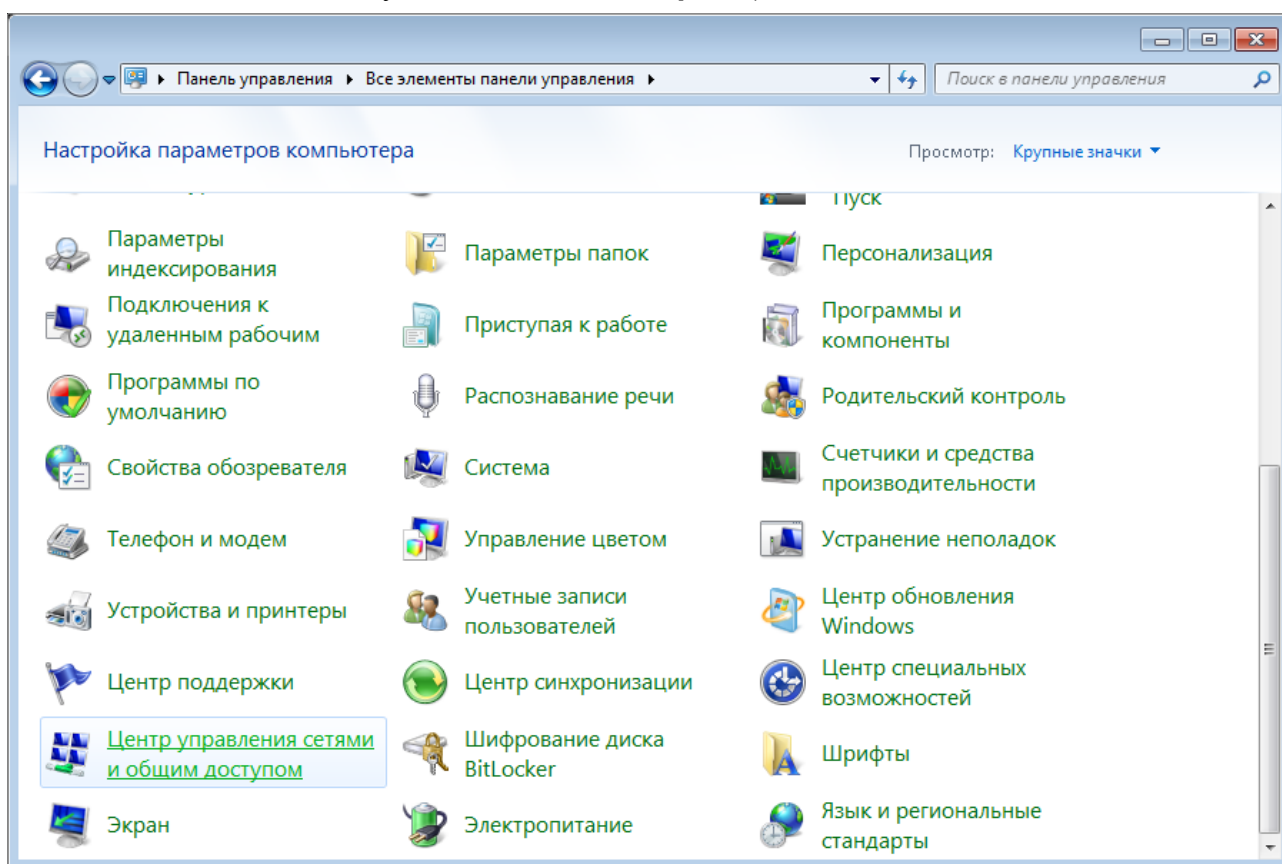 Панель управления ▸ Все элементы панели управления ▸
Поиск в панели управления
Настройка параметров компьютера
Просмотр: Крупные значки
Пуск
Параметры
индексирования
Параметры папок
Персонализация
Подключения к
удаленным рабочим
Приступая к работе
Программы и
компоненты
Программы по
умолчанию
Распознавание речи
Родительский контроль
Свойства обозревателя
Система
Счетчики и средства
производительности
Телефон и модем
Управление цветом
Устранение неполадок
Устройства и принтеры
Учетные записи
пользователей
Центр обновления
Windows
Центр поддержки
Центр синхронизации
Центр специальных
возможностей
Центр управления сетями
и общим доступом
Шифрование диска
BitLocker
Шрифты
Экран
Электропитание
Язык и региональные
стандарты